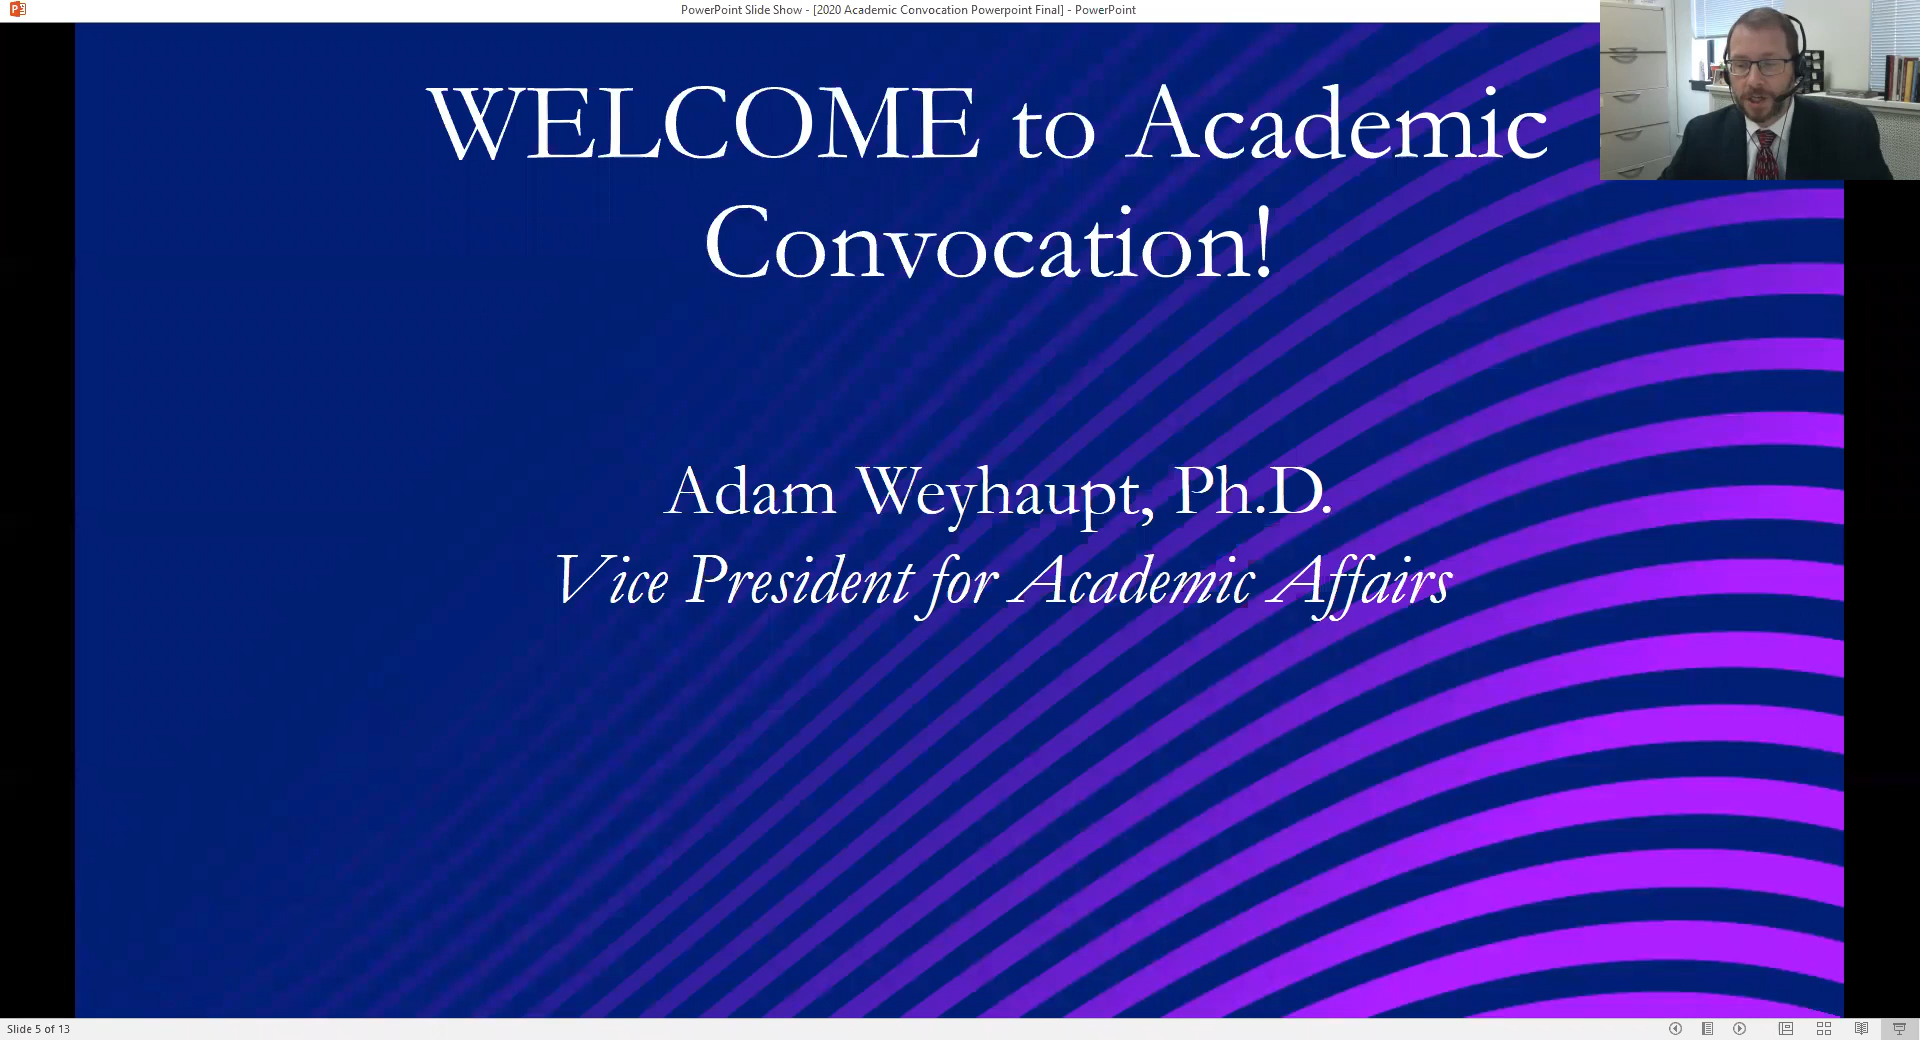 PowerPoint Slide Show - [2020 Academic Convocation Powerpoint Final] - PowerPoint
WELCOME to Academic
Convocation!
Adam Weyhaupt, Ph.D.
Vice President for Academic Affairs
Slide 5 of 13